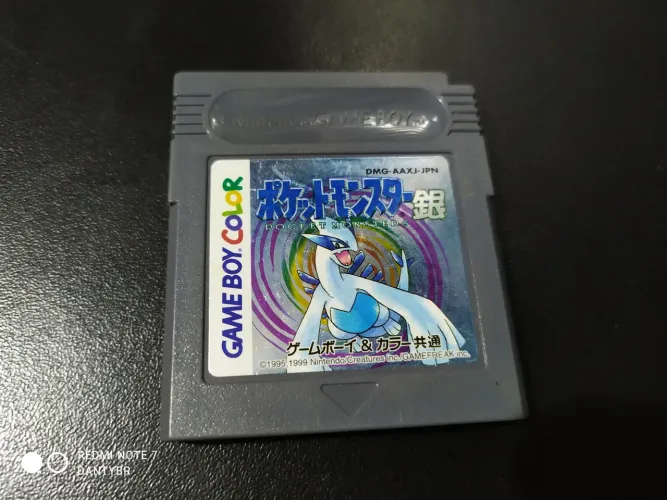 DMG-AAXJ-JPN
ポケットモンスター銀
POCKET MONSTERS
GAME BOY COLOR
ゲームボーイ & カラー共通
©1995,1999 Nintendo/Creatures inc./GAMEFREAK inc.
REDMI NOTE 7
DANTYBR